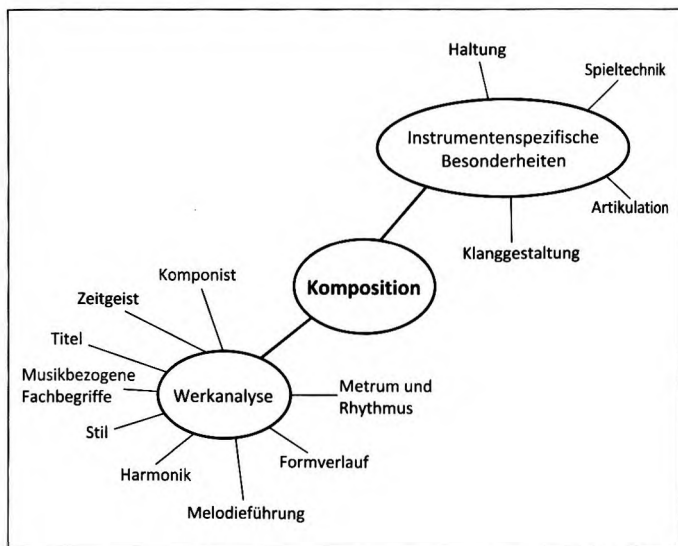 Haltung
Spieltechnik
Instrumentenspezifische
Besonderheiten
Artikulation
Klanggestaltung
Komposition
Komponist
Zeitgeist
Titel
Musikbezogene
Fachbegriffe
Werkanalyse
Metrum und
Rhythmus
Stil
Formverlauf
Harmonik
Melodieführung